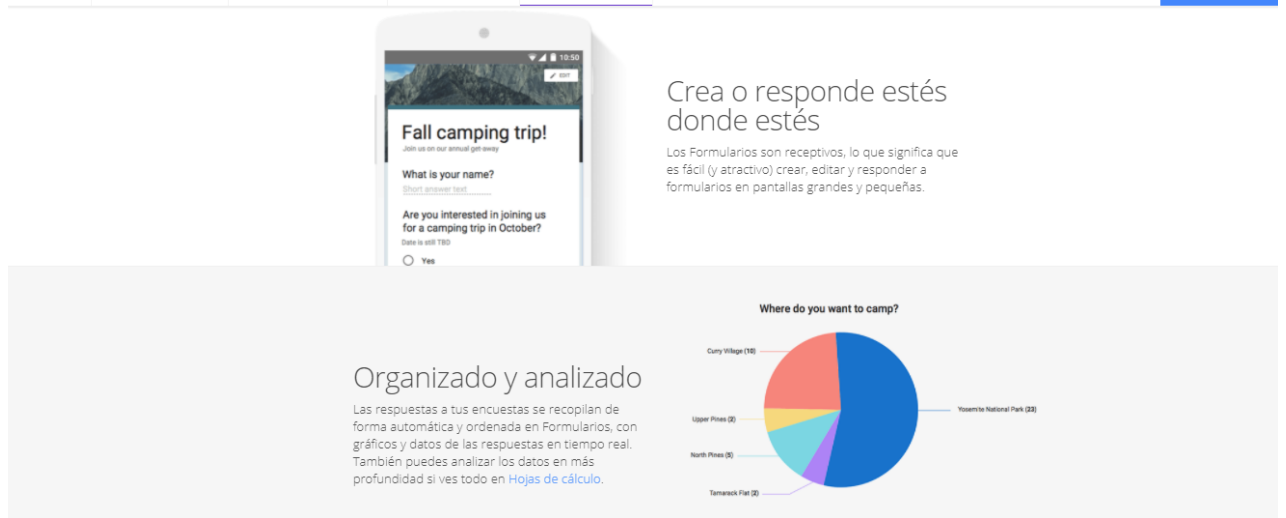 10:50
EDIT
Fall camping trip!
Join us on our annual get-away
What is your name?
Short answer text
Are you interested in joining us
for a camping trip in October?
Date is still TBD
Yes
Crea o responde estés
donde estés
Los Formularios son receptivos, lo que significa que
es fácil (y atractivo) crear, editar y responder a
formularios en pantallas grandes y pequeñas.
Organizado y analizado
Las respuestas a tus encuestas se recopilan de
forma automática y ordenada en Formularios, con
gráficos y datos de las respuestas en tiempo real.
También puedes analizar los datos en más
profundidad si ves todo en Hojas de cálculo.
Where do you want to camp?
Curry Village (10)
Upper Pines (2)
North Pines (5)
Tamarack Flat (2)
Yosemite National Park (23)